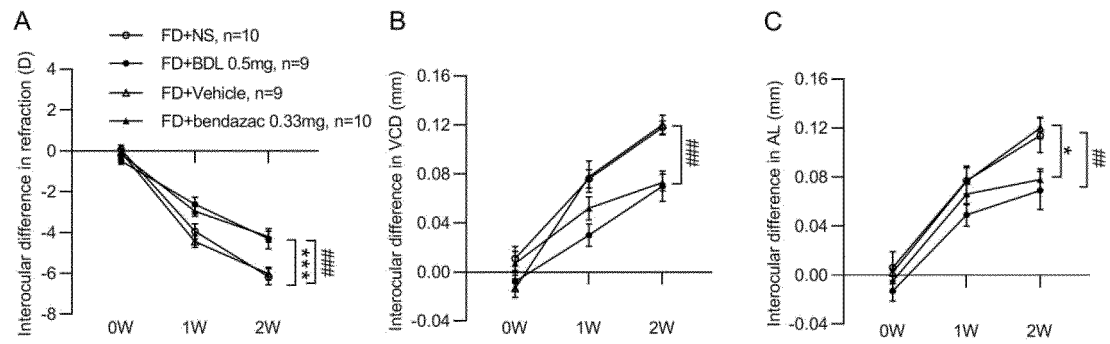 A
FD+NS, n=10
FD+BDL 0.5mg, n=9
FD+Vehicle, n=9
FD+bendazac 0.33mg, n=10
Interocular difference in refraction (D)
4
2
0
-2
-4
-6
-8
0W 1W 2W
***
###
B
Interocular difference in VCD (mm)
0.16
0.12
0.08
0.04
0.00
-0.04
0W 1W 2W
###
C
Interocular difference in AL (mm)
0.16
0.12
0.08
0.04
0.00
-0.04
0W 1W 2W
*
##